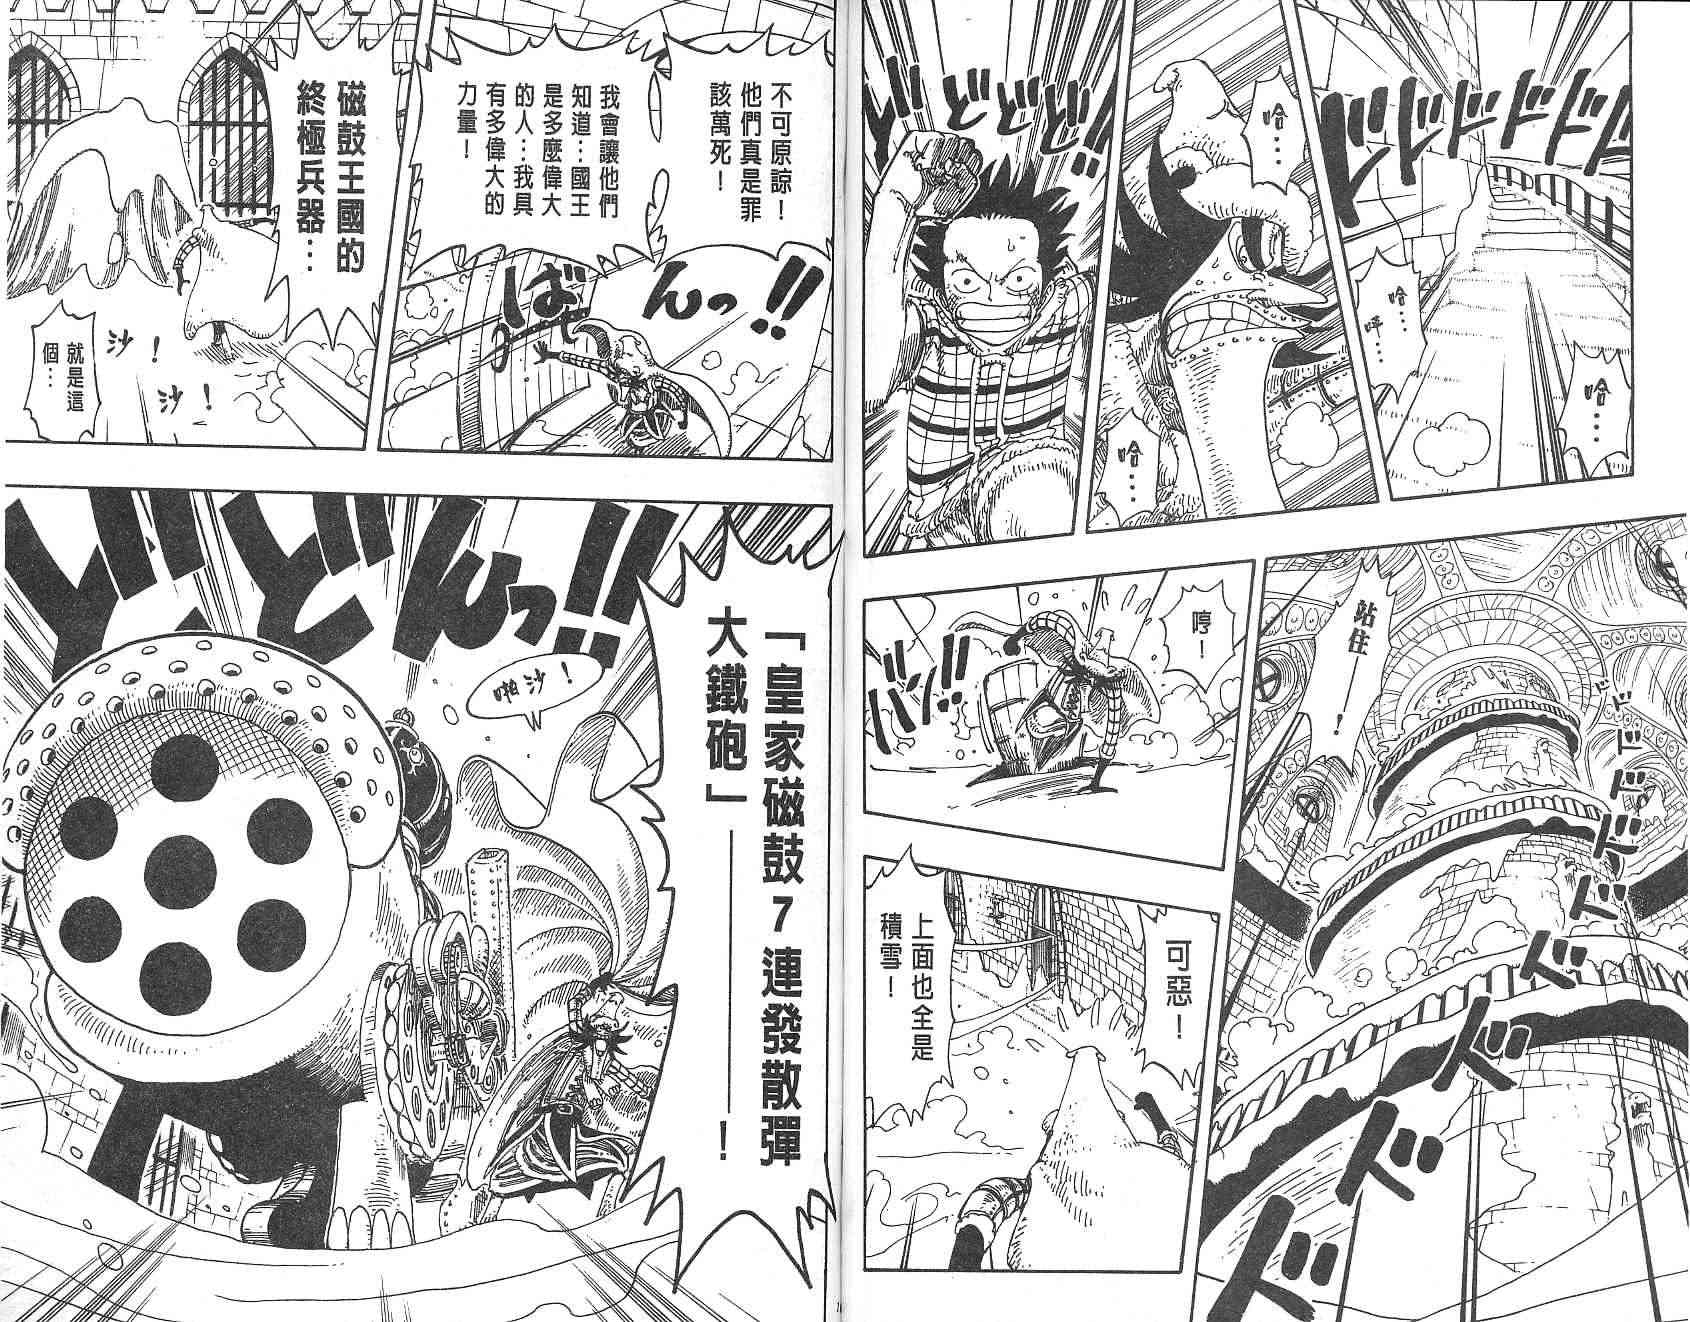 ドドドドドド
哈…
呼…
哈…
哈…
哈…
どどどど!!
站住—!
ドドドドドドドドド
哼!
バン!!
可惡!
上面也全是
積雪!
不可原諒!
他們真是罪
該萬死!
我會讓他們
知道…國王
是多麼偉大
的人…我具
有多偉大的
力量!
ばんっ!!
磁鼓王國的
終極兵器…
沙!
沙!
就是這
個…
「皇家磁鼓7連發散彈
大鐵砲」——!
啪沙!
どどんっ!!